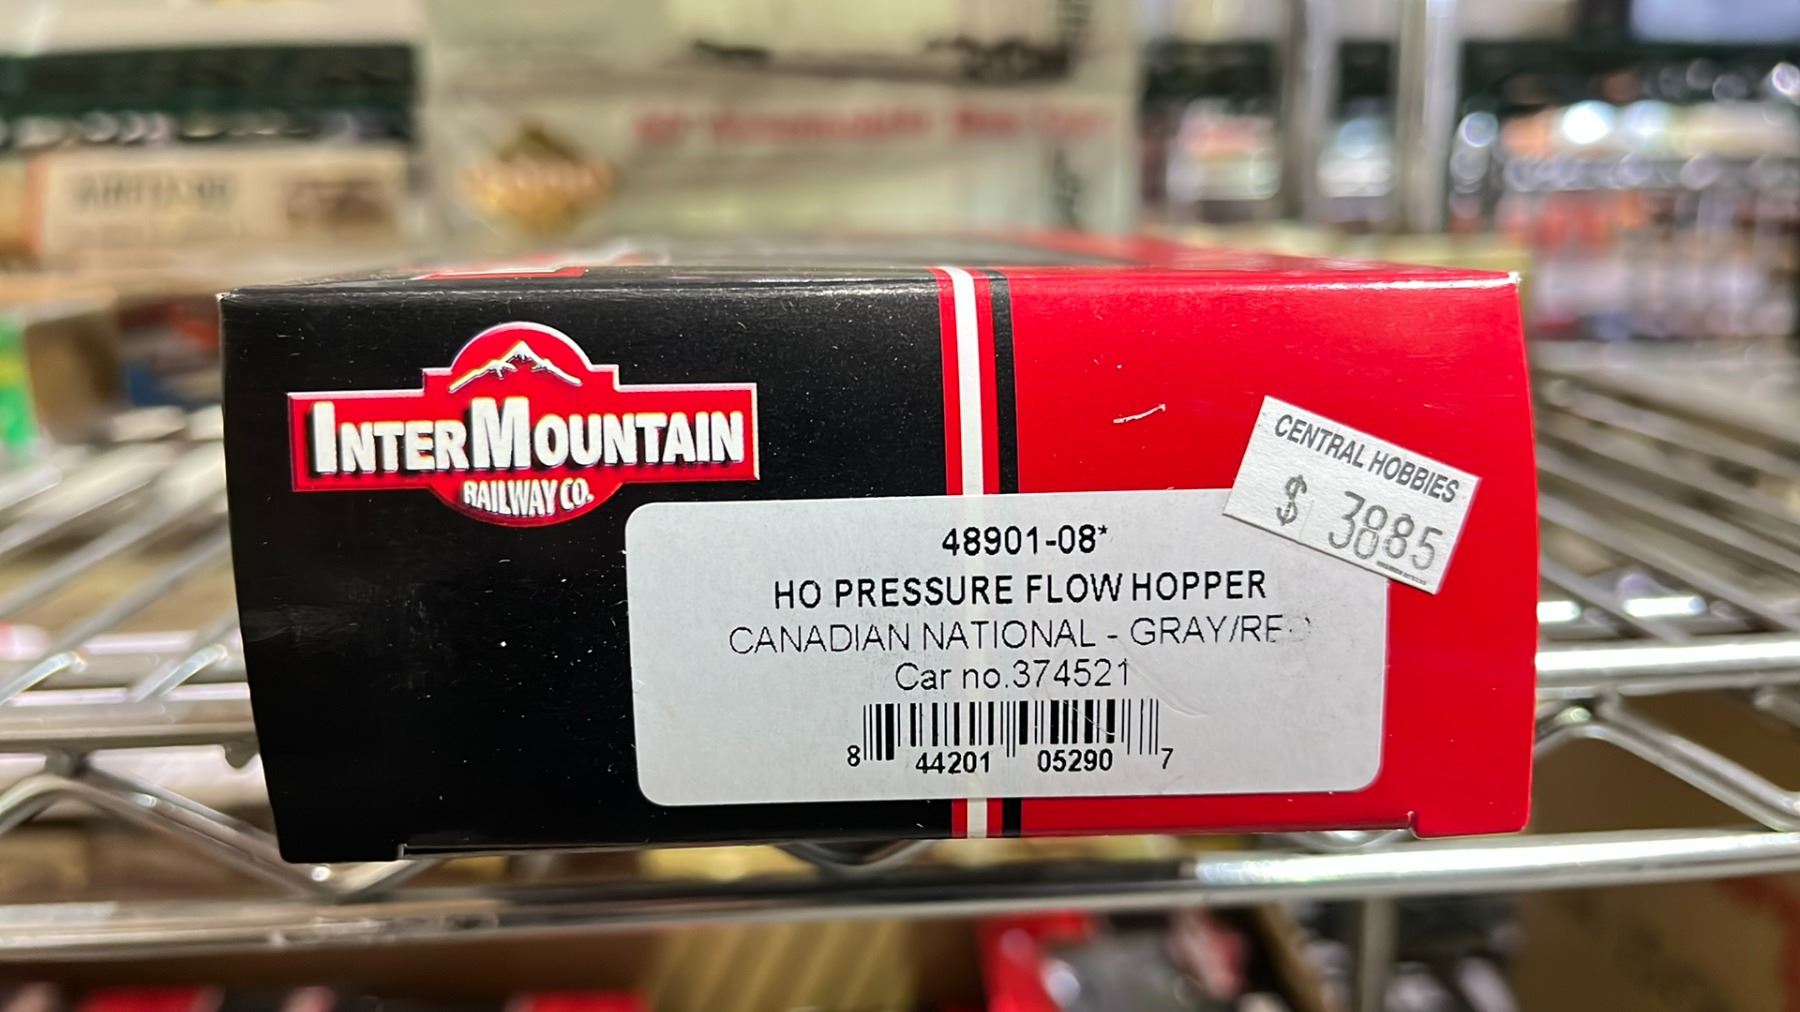 INTERMOUNTAIN
RAILWAY CO.
CENTRAL HOBBIES
$ 3885
48901-08*
HO PRESSURE FLOW HOPPER
CANADIAN NATIONAL - GRAY/RE
Car no.374521
8 44201 05290 7